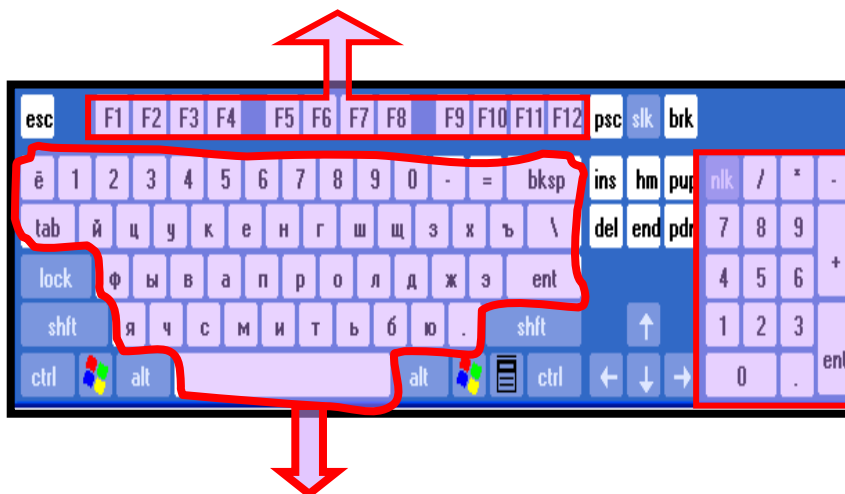 esc F1 F2 F3 F4 F5 F6 F7 F8 F9 F10 F11 F12 psc slk brk
ё 1 2 3 4 5 6 7 8 9 0 - = bksp ins hm pup nlk / * -
tab й ц у к е н г ш щ з х ъ \ del end pdn 7 8 9
lock ф ы в а п р о л д ж э ent 4 5 6 +
shft я ч с м и т ь б ю . shft ↑ 1 2 3
ctrl alt alt ctrl ← ↓ → 0 . ent